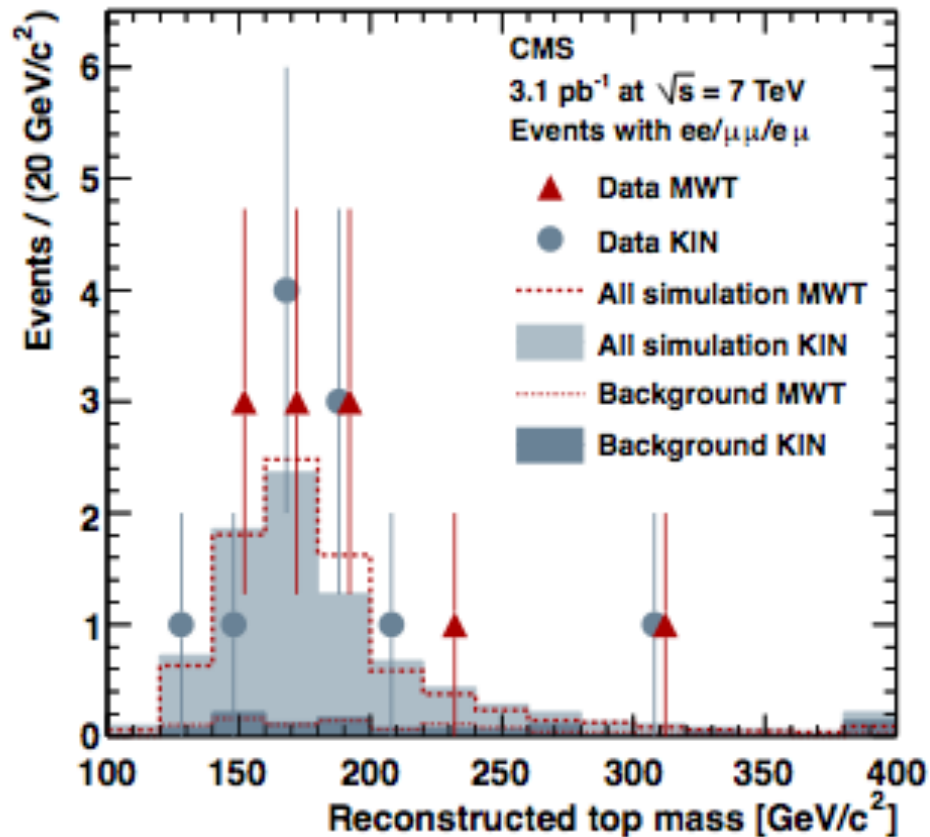 Events / (20 GeV/c²)
6
5
4
3
2
1
0
CMS
3.1 pb⁻¹ at √s = 7 TeV
Events with ee/μμ/eμ
Data MWT
Data KIN
All simulation MWT
All simulation KIN
Background MWT
Background KIN
100 150 200 250 300 350 400
Reconstructed top mass [GeV/c²]